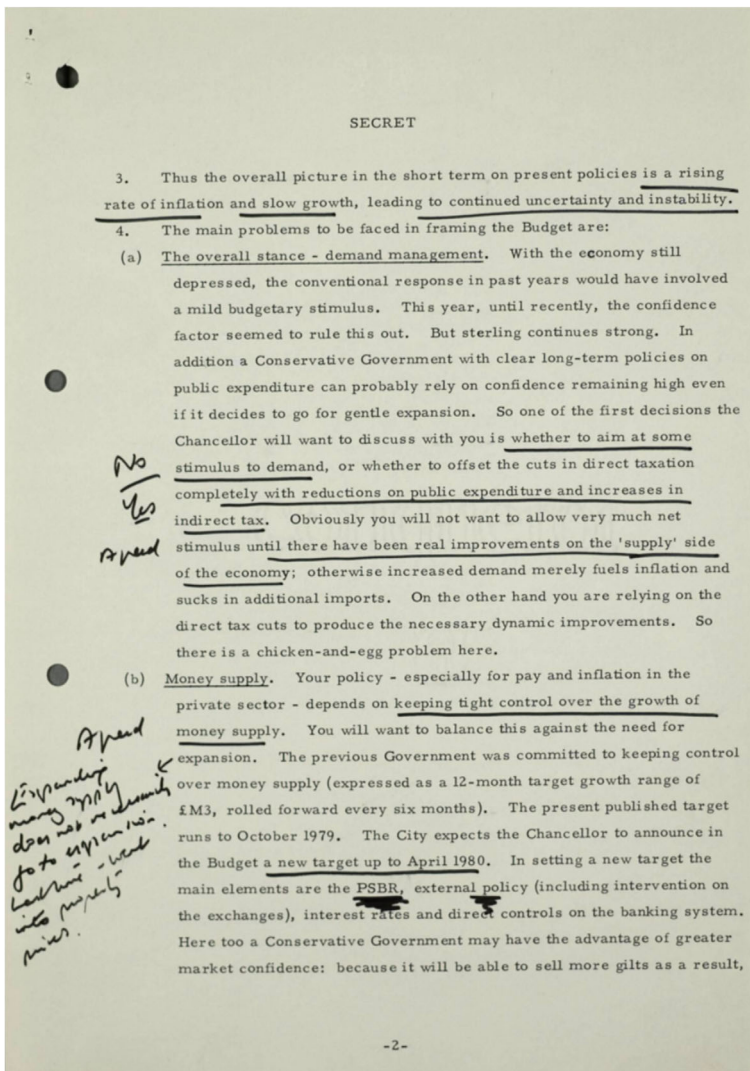 SECRET
3. Thus the overall picture in the short term on present policies is a rising
rate of inflation and slow growth, leading to continued uncertainty and instability.
4. The main problems to be faced in framing the Budget are:
(a) The overall stance - demand management. With the economy still
depressed, the conventional response in past years would have involved
a mild budgetary stimulus. This year, until recently, the confidence
factor seemed to rule this out. But sterling continues strong. In
addition a Conservative Government with clear long-term policies on
public expenditure can probably rely on confidence remaining high even
if it decides to go for gentle expansion. So one of the first decisions the
Chancellor will want to discuss with you is whether to aim at some
No
stimulus to demand, or whether to offset the cuts in direct taxation
Yes
completely with reductions on public expenditure and increases in
indirect tax. Obviously you will not want to allow very much net
Agreed
stimulus until there have been real improvements on the 'supply' side
of the economy; otherwise increased demand merely fuels inflation and
sucks in additional imports. On the other hand you are relying on the
direct tax cuts to produce the necessary dynamic improvements. So
there is a chicken-and-egg problem here.
(b) Money supply. Your policy - especially for pay and inflation in the
private sector - depends on keeping tight control over the growth of
Agreed
money supply. You will want to balance this against the need for
expansion. The previous Government was committed to keeping control
over money supply (expressed as a 12-month target growth range of
£M3, rolled forward every six months). The present published target
runs to October 1979. The City expects the Chancellor to announce in
the Budget a new target up to April 1980. In setting a new target the
main elements are the PSBR, external policy (including intervention on
the exchanges), interest rates and direct controls on the banking system.
Here too a Conservative Government may have the advantage of greater
market confidence: because it will be able to sell more gilts as a result,
Expanding
money supply
does not necessarily
go to expansion.
Last time - went
into property
prices.
-2-